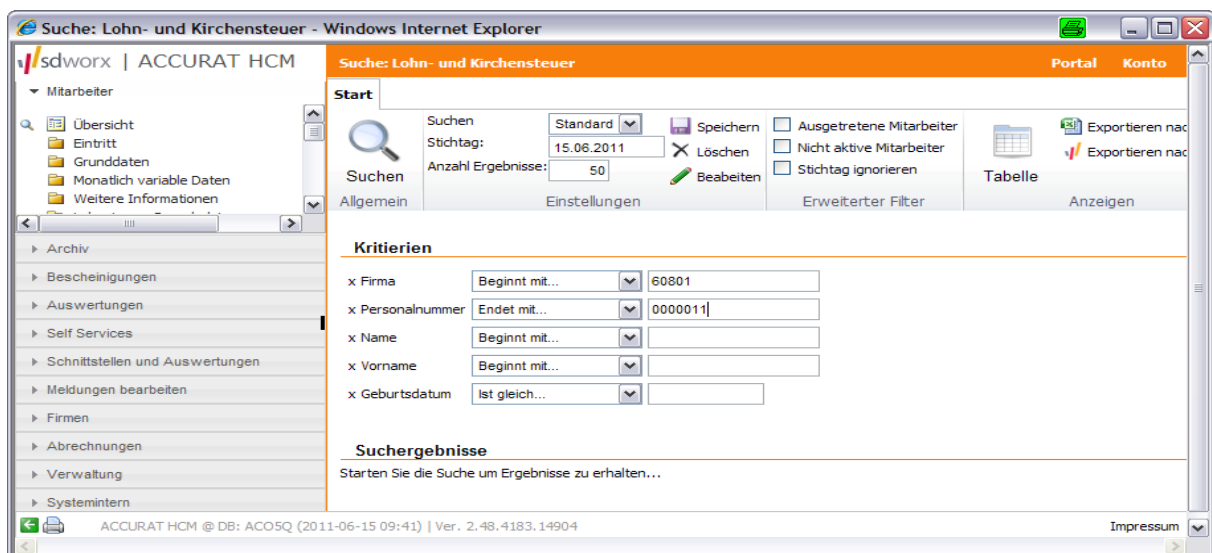 Suche: Lohn- und Kirchensteuer - Windows Internet Explorer
sdworx | ACCURAT HCM
Suche: Lohn- und Kirchensteuer
Portal Konto
Mitarbeiter
Übersicht
Eintritt
Grunddaten
Monatlich variable Daten
Weitere Informationen
Archiv
Bescheinigungen
Auswertungen
Self Services
Schnittstellen und Auswertungen
Meldungen bearbeiten
Firmen
Abrechnungen
Verwaltung
Systemintern
Start
Suchen
Allgemein
Suchen Standard
Stichtag: 15.06.2011
Anzahl Ergebnisse: 50
Speichern
Löschen
Beabeiten
Einstellungen
Ausgetretene Mitarbeiter
Nicht aktive Mitarbeiter
Stichtag ignorieren
Erweiterter Filter
Tabelle
Exportieren nac
Exportieren nac
Anzeigen
Kritierien
x Firma Beginnt mit... 60801
x Personalnummer Endet mit... 0000011
x Name Beginnt mit...
x Vorname Beginnt mit...
x Geburtsdatum Ist gleich...
Suchergebnisse
Starten Sie die Suche um Ergebnisse zu erhalten...
ACCURAT HCM @ DB: ACO5Q (2011-06-15 09:41) | Ver. 2.48.4183.14904
Impressum